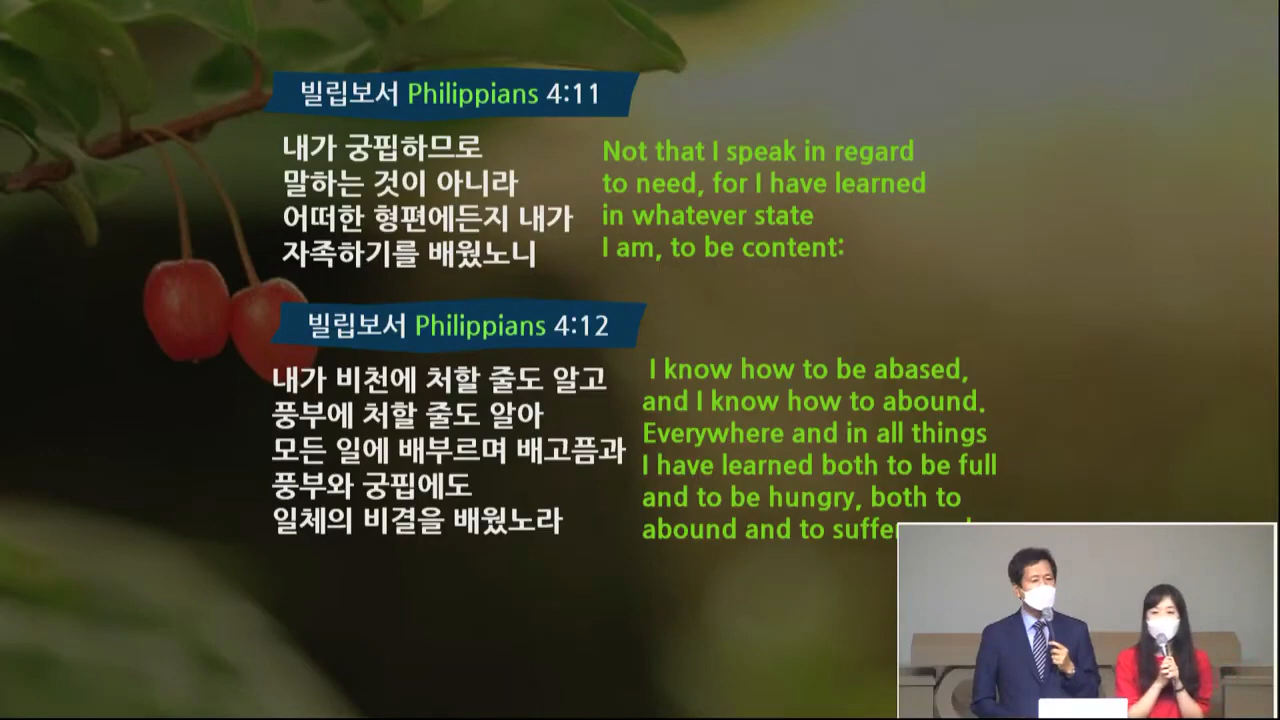 빌립보서 Philippians 4:11
내가 궁핍하므로
말하는 것이 아니라
어떠한 형편에든지 내가
자족하기를 배웠노니
Not that I speak in regard
to need, for I have learned
in whatever state
I am, to be content:
빌립보서 Philippians 4:12
내가 비천에 처할 줄도 알고
풍부에 처할 줄도 알아
모든 일에 배부르며 배고픔과
풍부와 궁핍에도
일체의 비결을 배웠노라
I know how to be abased,
and I know how to abound.
Everywhere and in all things
I have learned both to be full
and to be hungry, both to
abound and to